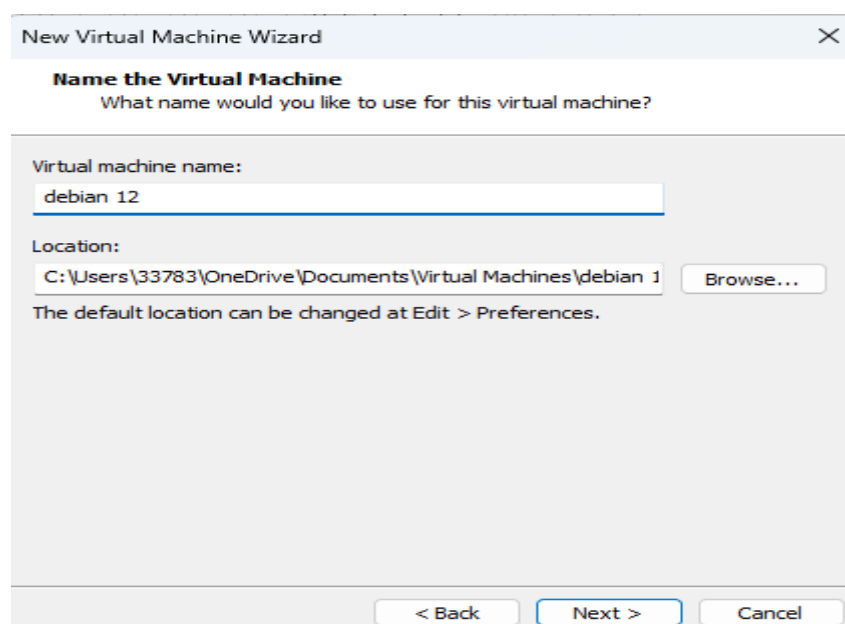 New Virtual Machine Wizard
Name the Virtual Machine
What name would you like to use for this virtual machine?
Virtual machine name:
debian 12
Location:
C:\Users\33783\OneDrive\Documents\Virtual Machines\debian 1
Browse...
The default location can be changed at Edit > Preferences.
< Back
Next >
Cancel